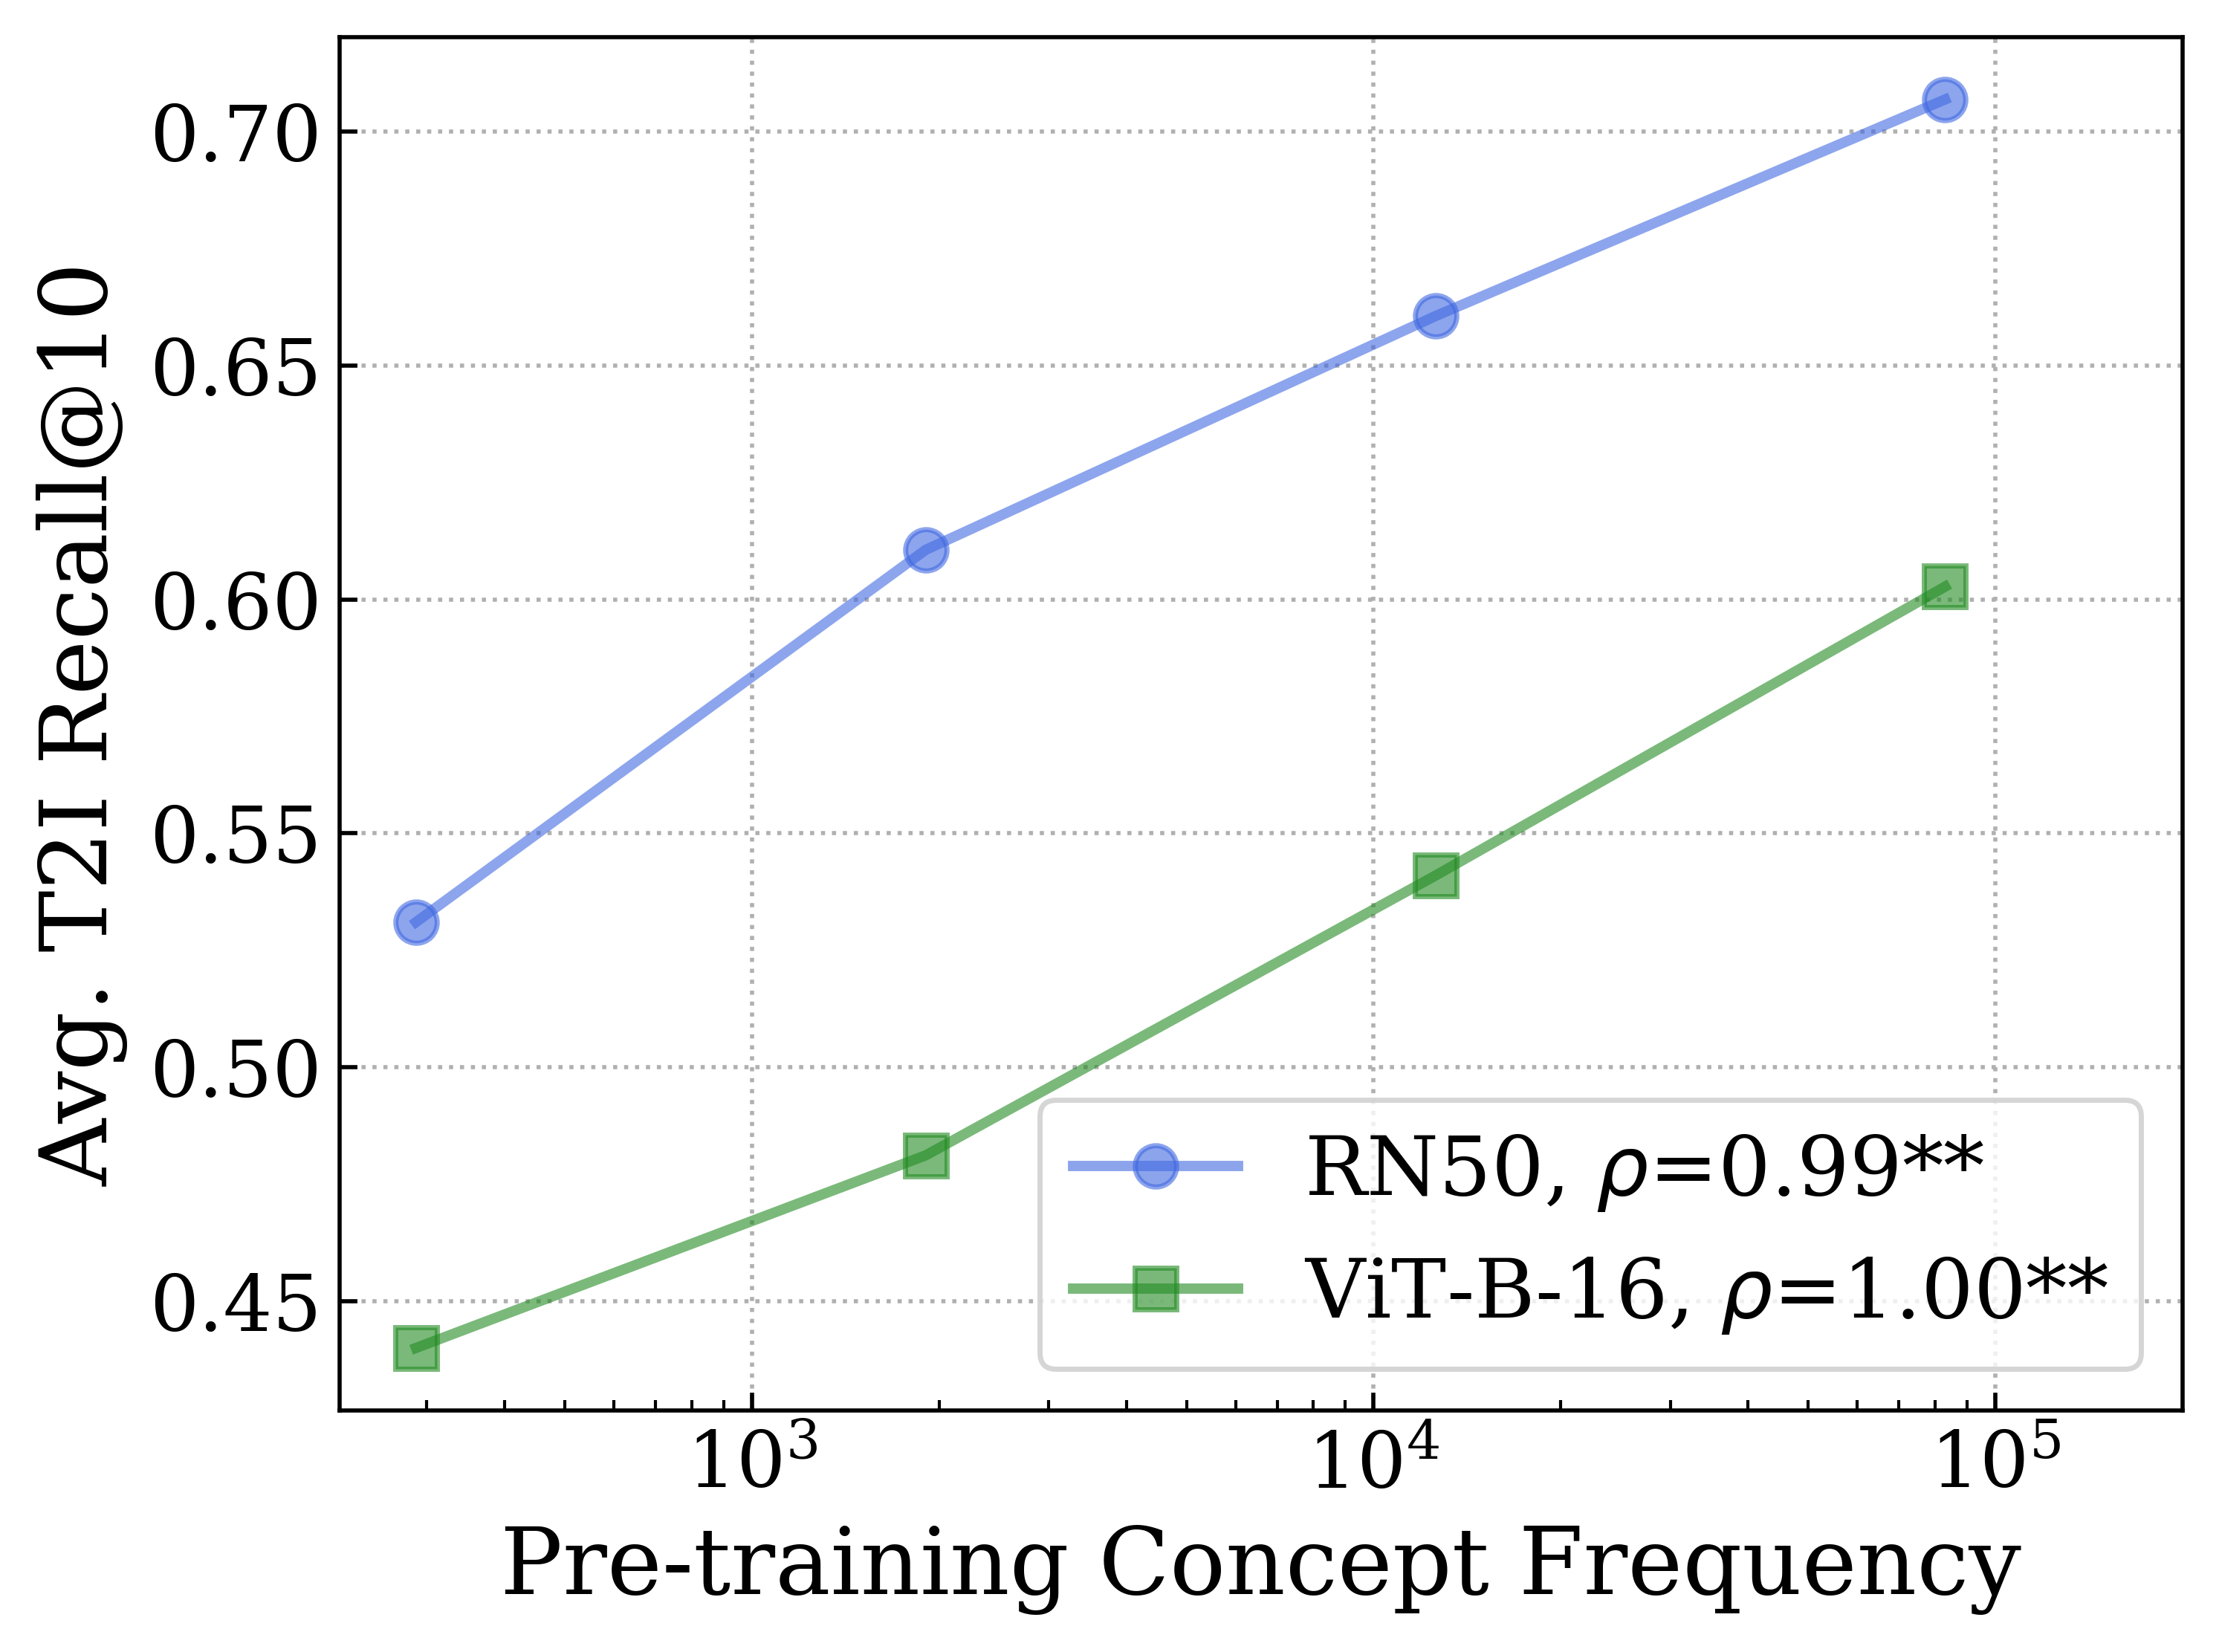 Avg. T2I Recall@10
0.70
0.65
0.60
0.55
0.50
0.45
RN50, ρ=0.99**
ViT-B-16, ρ=1.00**
10³
10⁴
10⁵
Pre-training Concept Frequency